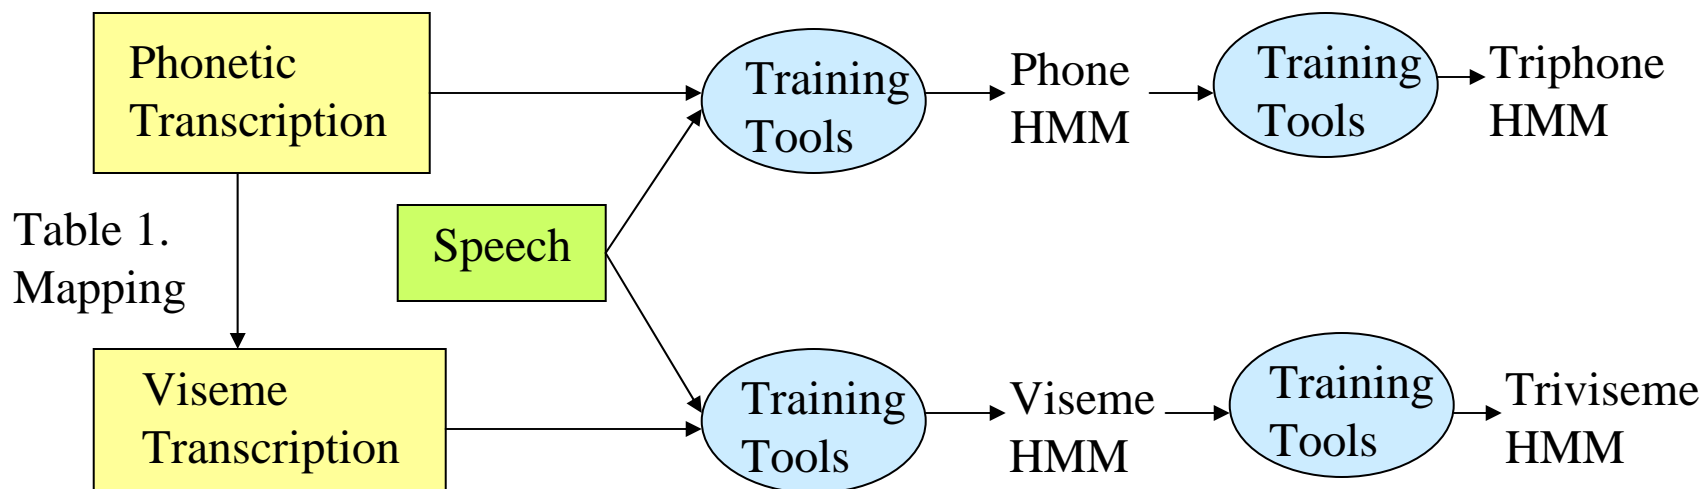 Phonetic
Transcription
Training
Tools
Phone
HMM
Training
Tools
Triphone
HMM
Table 1.
Mapping
Speech
Viseme
Transcription
Training
Tools
Viseme
HMM
Training
Tools
Triviseme
HMM